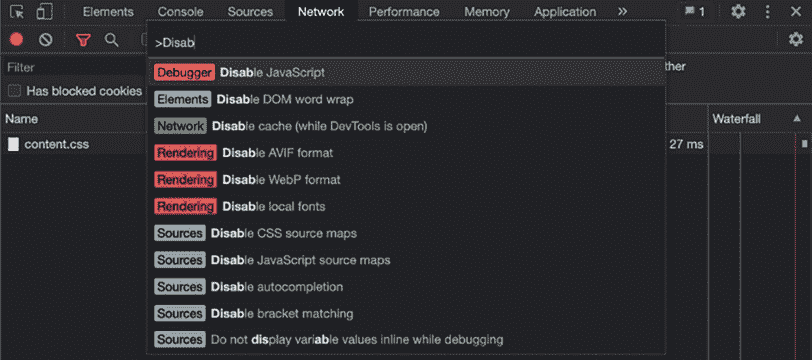 Elements Console Sources Network Performance Memory Application » 1
>Disab
Filter
ther
Debugger Disable JavaScript
Has blocked cookies
Elements Disable DOM word wrap
Name
Waterfall
Network Disable cache (while DevTools is open)
content.css
27 ms
Rendering Disable AVIF format
Rendering Disable WebP format
Rendering Disable local fonts
Sources Disable CSS source maps
Sources Disable JavaScript source maps
Sources Disable autocompletion
Sources Disable bracket matching
Sources Do not display variable values inline while debugging